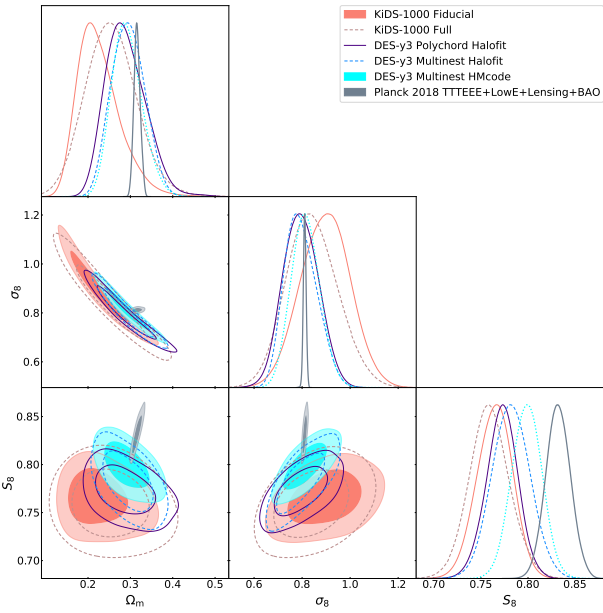 KiDS-1000 Fiducial
KiDS-1000 Full
DES-y3 Polychord Halofit
DES-y3 Multinest Halofit
DES-y3 Multinest HMcode
Planck 2018 TTTEEE+LowE+Lensing+BAO
1.2
1.0
σ₈
0.8
0.6
0.85
0.80
S₈
0.75
0.70
0.2 0.3 0.4 0.5
Ωₘ
0.6 0.8 1.0 1.2
σ₈
0.70 0.75 0.80 0.85
S₈